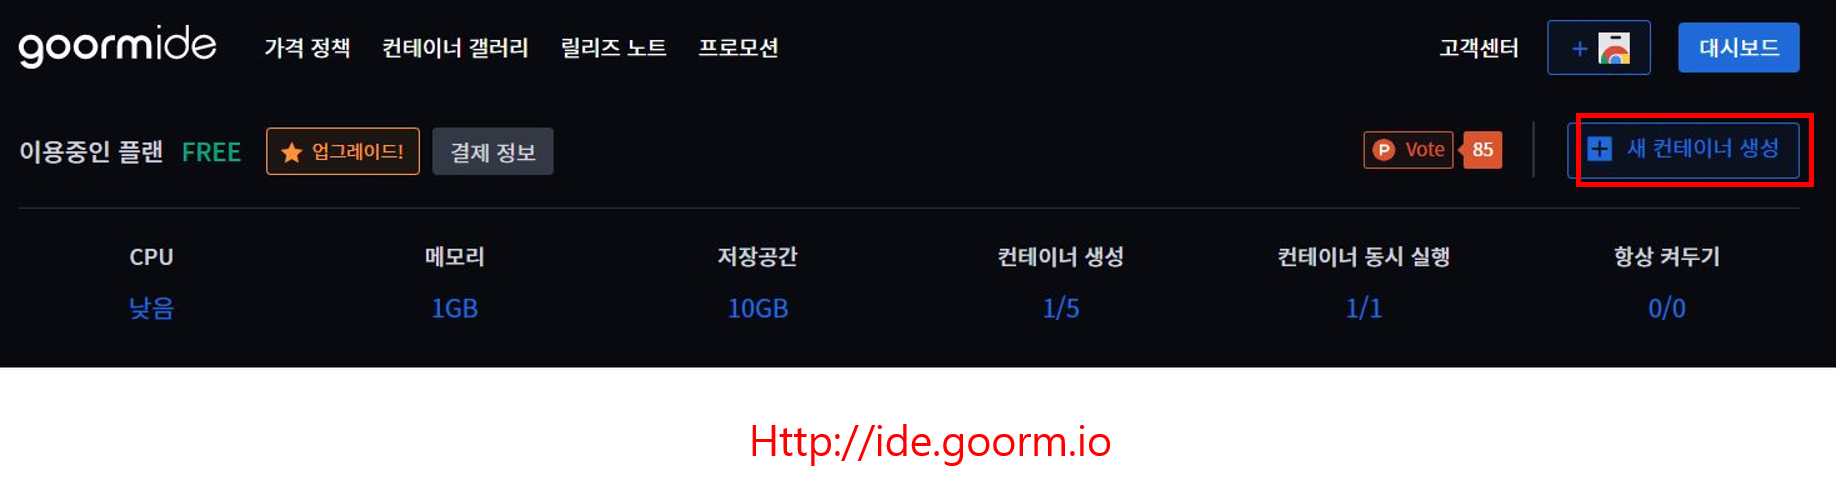 goormide 가격 정책 컨테이너 갤러리 릴리즈 노트 프로모션 고객센터 + 대시보드
이용중인 플랜 FREE 업그레이드! 결제 정보 P Vote 85 새 컨테이너 생성
CPU 메모리 저장공간 컨테이너 생성 컨테이너 동시 실행 항상 켜두기
낮음 1GB 10GB 1/5 1/1 0/0
Http://ide.goorm.io